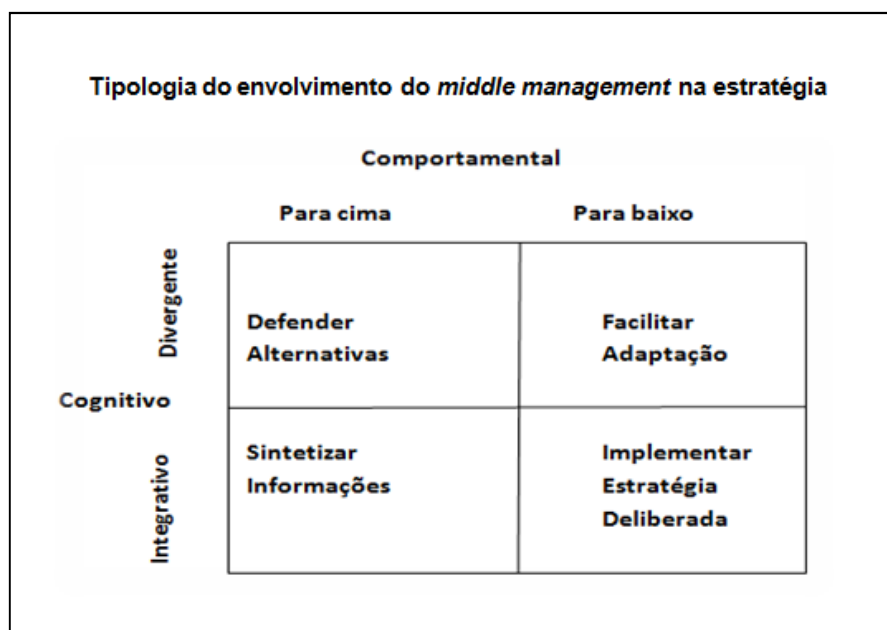 Tipologia do envolvimento do middle management na estratégia
Comportamental
Para cima Para baixo
Divergente
Defender Facilitar
Alternativas Adaptação
Cognitivo
Integrativo
Sintetizar Implementar
Informações Estratégia
Deliberada